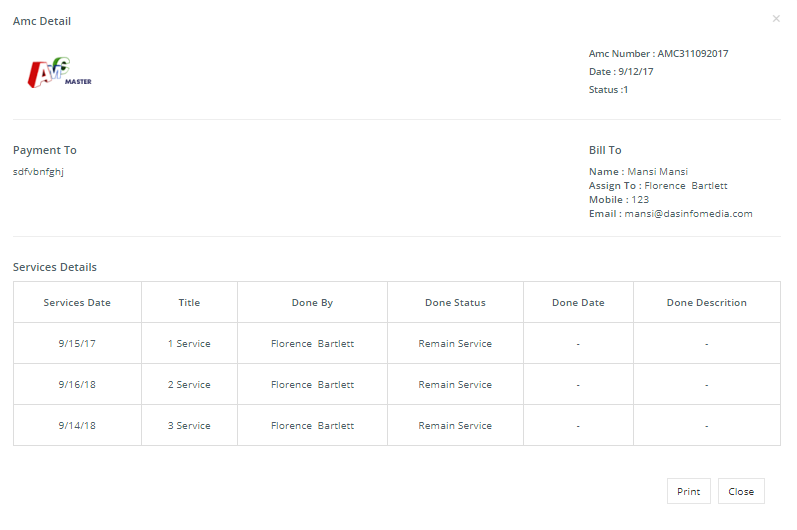 Amc Detail
×
AMC
MASTER
Amc Number : AMC311092017
Date : 9/12/17
Status :1
Payment To
sdfvbnfghj
Bill To
Name : Mansi Mansi
Assign To : Florence Bartlett
Mobile : 123
Email : mansi@dasinfomedia.com
Services Details
Services Date Title Done By Done Status Done Date Done Descrition
9/15/17 1 Service Florence Bartlett Remain Service - -
9/16/18 2 Service Florence Bartlett Remain Service - -
9/14/18 3 Service Florence Bartlett Remain Service - -
Print Close